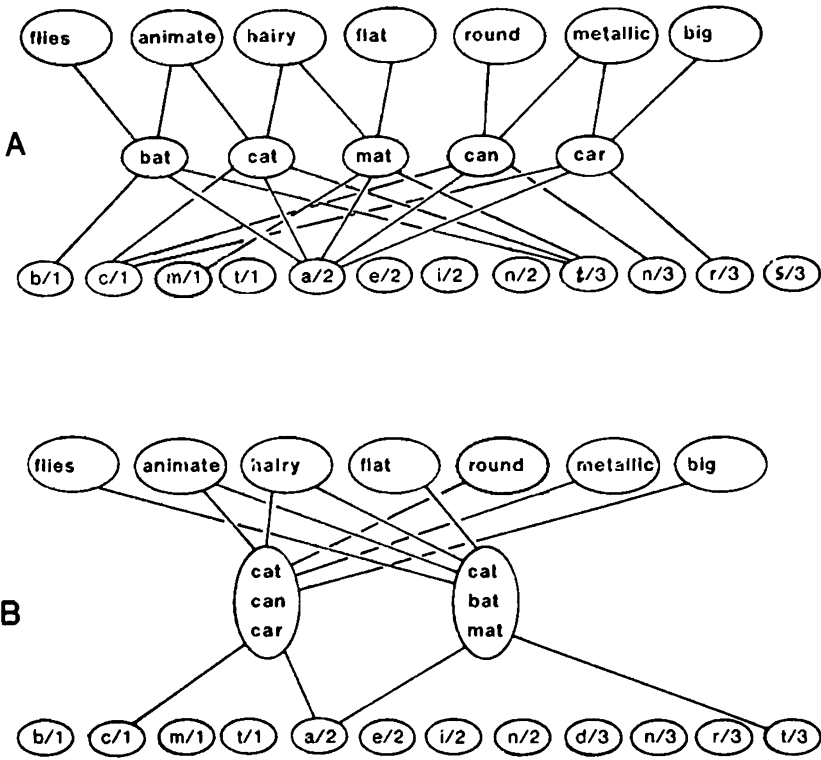 flies animate hairy flat round metallic big
A
bat cat mat can car
b/1 c/1 m/1 t/1 a/2 e/2 i/2 n/2 t/3 n/3 r/3 s/3
flies animate hairy flat round metallic big
B
cat
can
car
cat
bat
mat
b/1 c/1 m/1 t/1 a/2 e/2 i/2 n/2 d/3 n/3 r/3 t/3